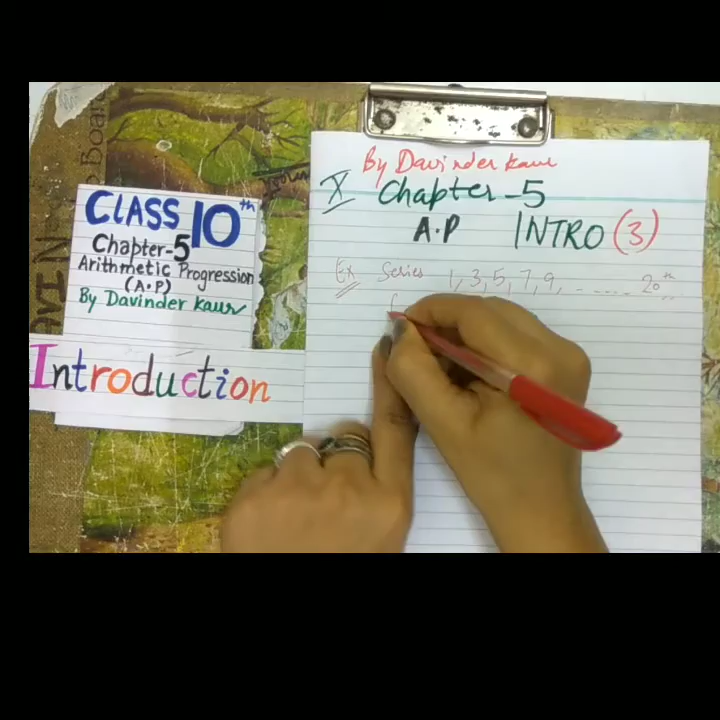 CLASS 10th
Chapter-5
Arithmetic Progression
(A.P)
By Davinder Kaur
Introduction
By Davinder Kaur
X Chapter-5
A.P INTRO (3)
Ex Series 1, 3, 5, 7, 9, ....... 20th